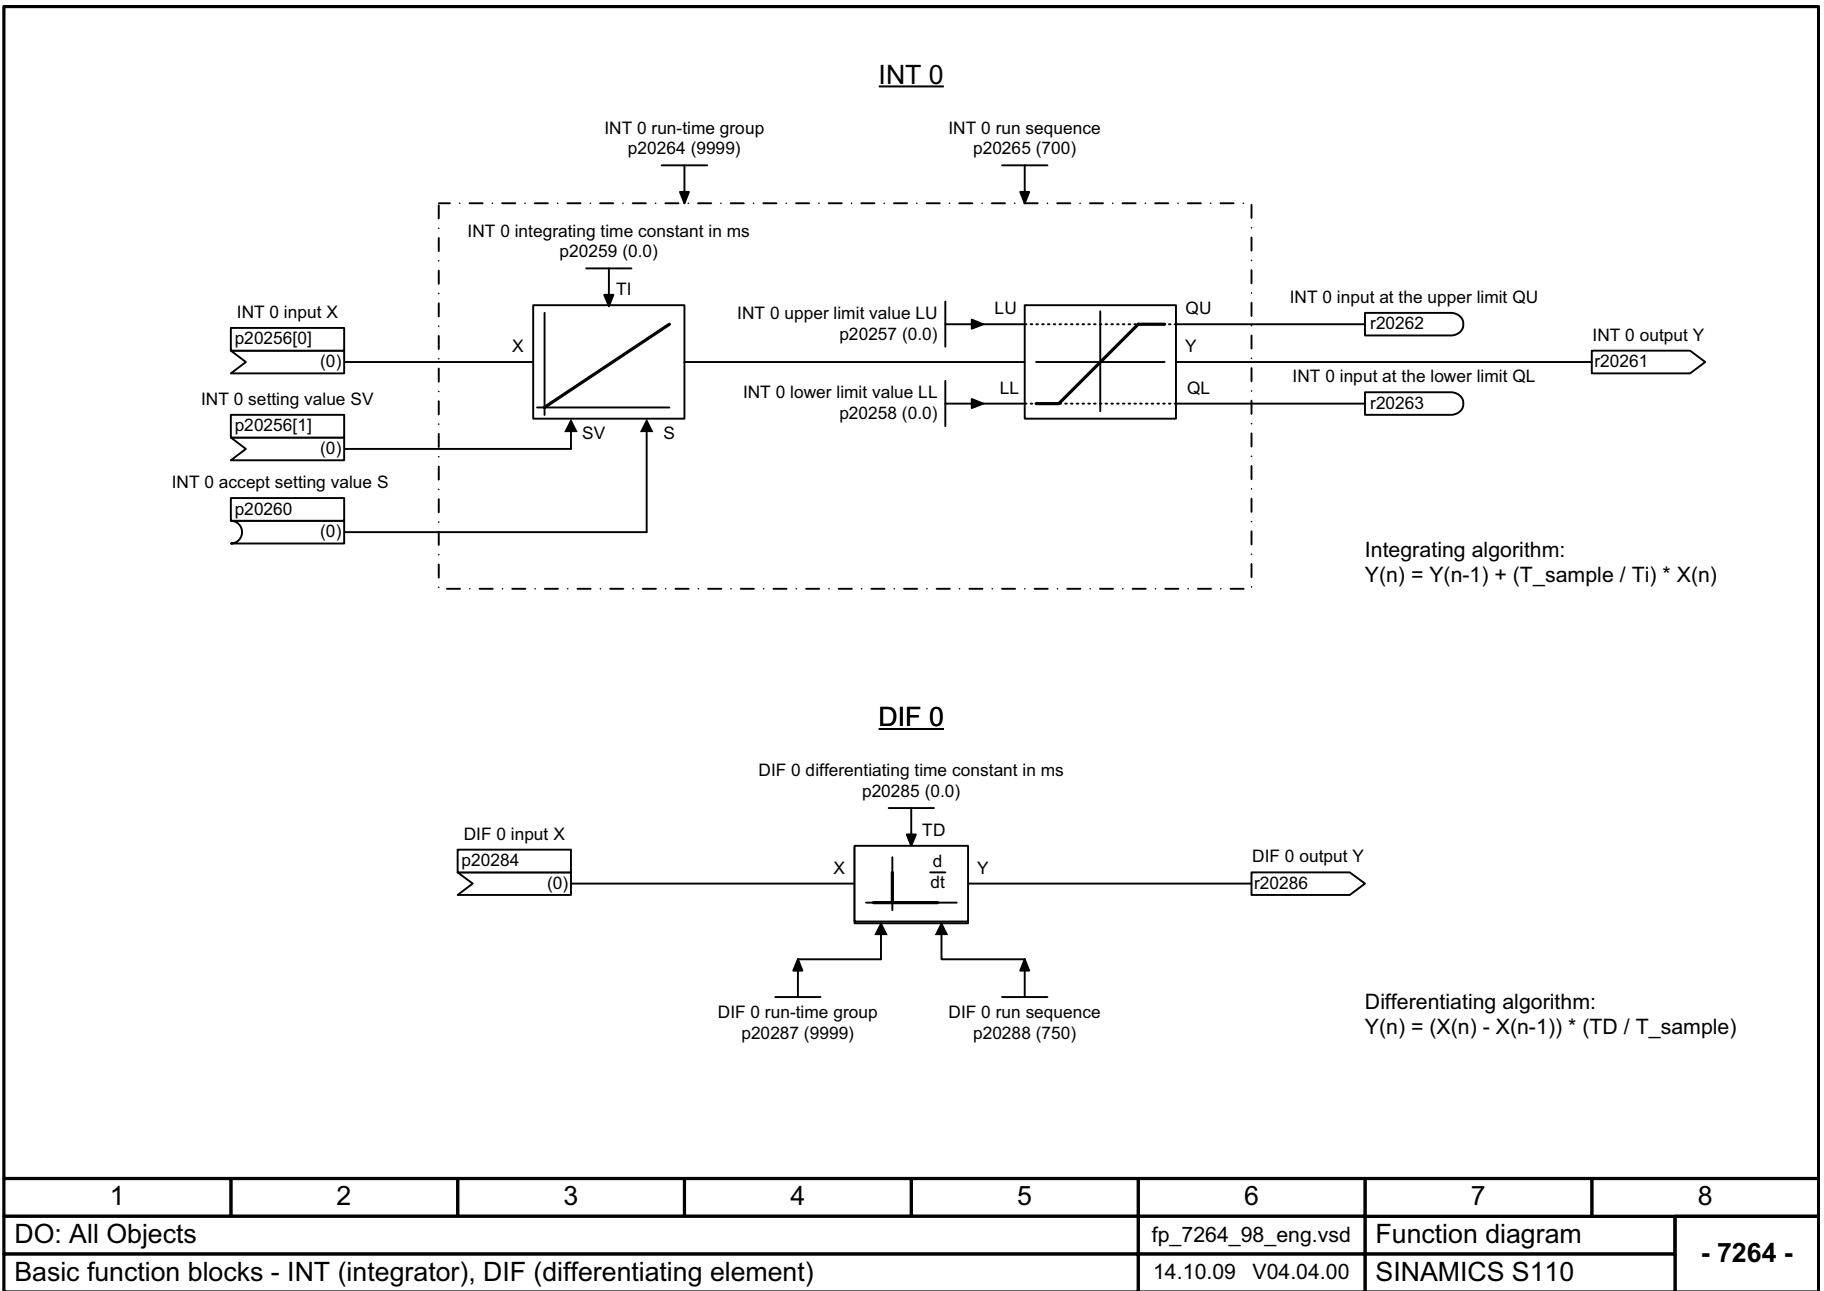 INT 0
INT 0 run-time group
p20264 (9999)
INT 0 run sequence
p20265 (700)
INT 0 integrating time constant in ms
p20259 (0.0)
TI
INT 0 input X
p20256[0]
(0)
X
INT 0 setting value SV
p20256[1]
(0)
SV
S
INT 0 accept setting value S
p20260
(0)
INT 0 upper limit value LU
p20257 (0.0)
LU
INT 0 lower limit value LL
p20258 (0.0)
LL
QU
Y
QL
INT 0 input at the upper limit QU
r20262
INT 0 output Y
r20261
INT 0 input at the lower limit QL
r20263
Integrating algorithm:
Y(n) = Y(n-1) + (T_sample / Ti) * X(n)
DIF 0
DIF 0 differentiating time constant in ms
p20285 (0.0)
TD
DIF 0 input X
p20284
(0)
X
d
dt
Y
DIF 0 output Y
r20286
DIF 0 run-time group
p20287 (9999)
DIF 0 run sequence
p20288 (750)
Differentiating algorithm:
Y(n) = (X(n) - X(n-1)) * (TD / T_sample)
1 2 3 4 5 6 7 8
DO: All Objects
fp_7264_98_eng.vsd
Function diagram
- 7264 -
Basic function blocks - INT (integrator), DIF (differentiating element)
14.10.09 V04.04.00
SINAMICS S110